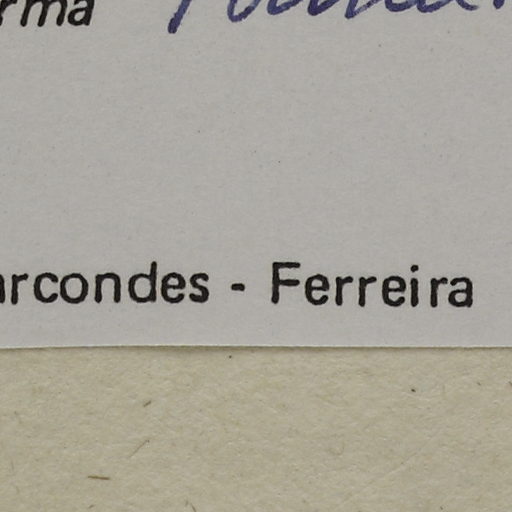 rma
arcondes - Ferreira